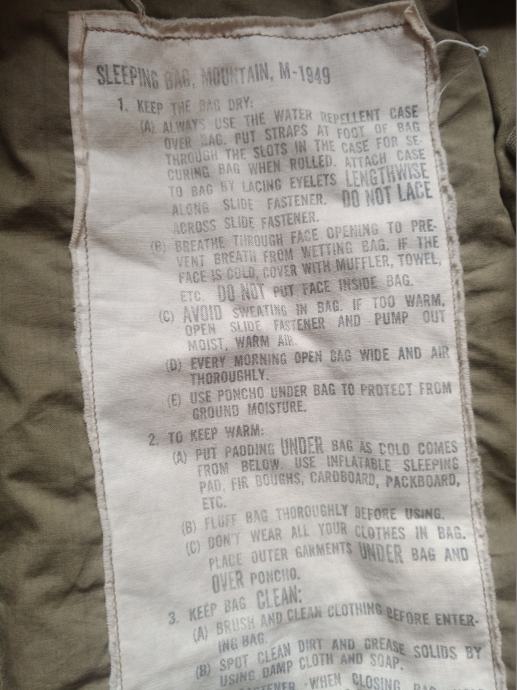 SLEEPING BAG, MOUNTAIN, M-1949
1. KEEP THE BAG DRY:
(A) ALWAYS USE THE WATER REPELLENT CASE
OVER BAG. PUT STRAPS AT FOOT OF BAG
THROUGH THE SLOTS IN THE CASE FOR SE-
CURING BAG WHEN ROLLED. ATTACH CASE
TO BAG BY LACING EYELETS LENGTHWISE
ALONG SLIDE FASTENER. DO NOT LACE
ACROSS SLIDE FASTENER.
(B) BREATHE THROUGH FACE OPENING TO PRE-
VENT BREATH FROM WETTING BAG. IF THE
FACE IS COLD, COVER WITH MUFFLER, TOWEL,
ETC. DO NOT PUT FACE INSIDE BAG.
(C) AVOID SWEATING IN BAG. IF TOO WARM,
OPEN SLIDE FASTENER AND PUMP OUT
MOIST, WARM AIR.
(D) EVERY MORNING OPEN BAG WIDE AND AIR
THOROUGHLY.
(E) USE PONCHO UNDER BAG TO PROTECT FROM
GROUND MOISTURE.
2. TO KEEP WARM:
(A) PUT PADDING UNDER BAG AS COLD COMES
FROM BELOW. USE INFLATABLE SLEEPING
PAD, FIR BOUGHS, CARDBOARD, PACKBOARD,
ETC.
(B) FLUFF BAG THOROUGHLY BEFORE USING.
(C) DON'T WEAR ALL YOUR CLOTHES IN BAG.
PLACE OUTER GARMENTS UNDER BAG AND
OVER PONCHO.
3. KEEP BAG CLEAN:
(A) BRUSH AND CLEAN CLOTHING BEFORE ENTER-
ING BAG.
(B) SPOT CLEAN DIRT AND GREASE SOLIDS BY
USING DAMP CLOTH AND SOAP.
FASTENER WHEN CLOSING